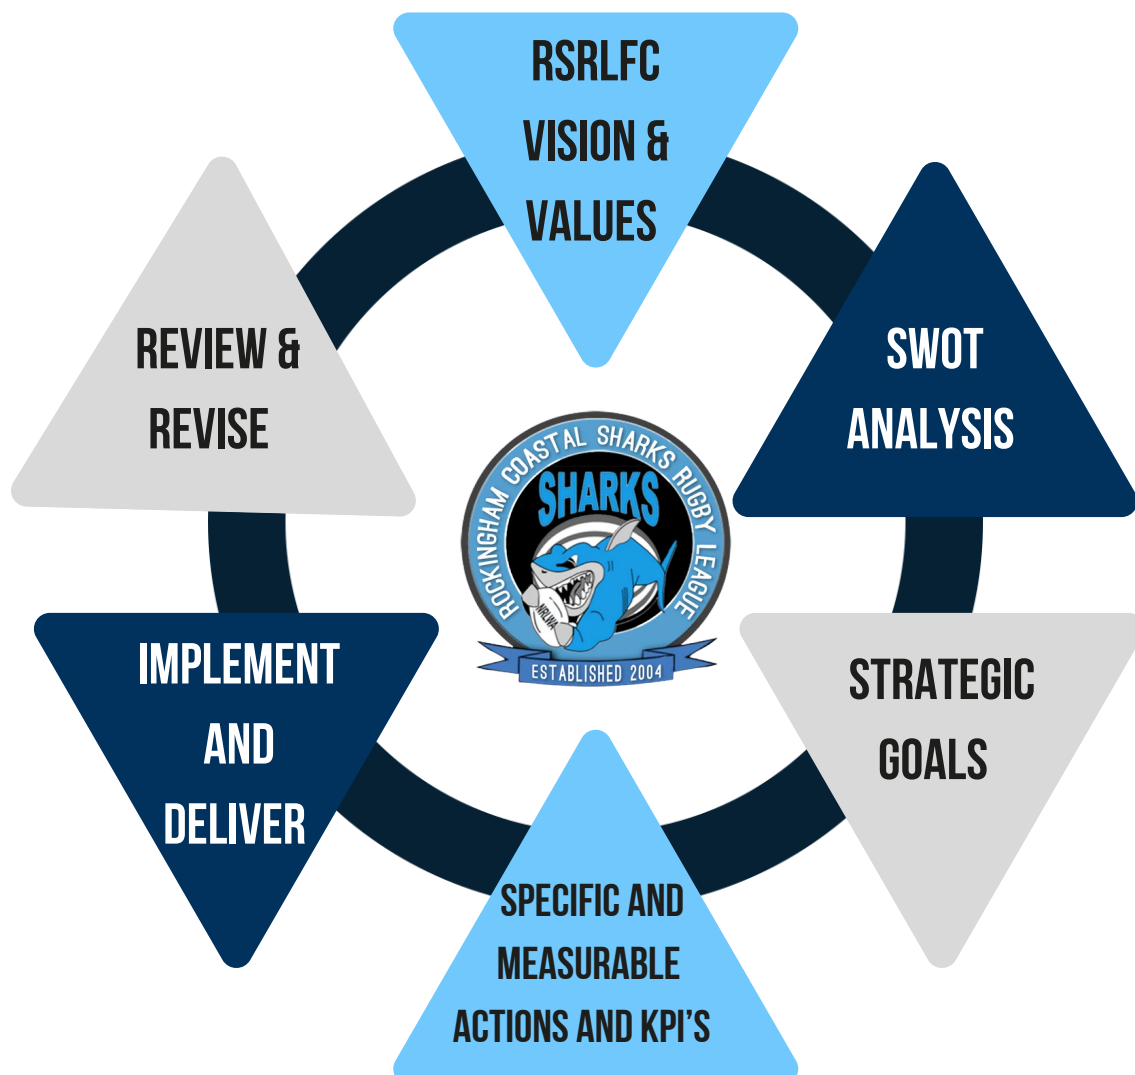 RSRLFC
VISION &
VALUES
SWOT
ANALYSIS
STRATEGIC
GOALS
SPECIFIC AND
MEASURABLE
ACTIONS AND KPI'S
IMPLEMENT
AND
DELIVER
REVIEW &
REVISE
ROCKINGHAM COASTAL SHARKS RUGBY LEAGUE
SHARKS
NRLWA
ESTABLISHED 2004